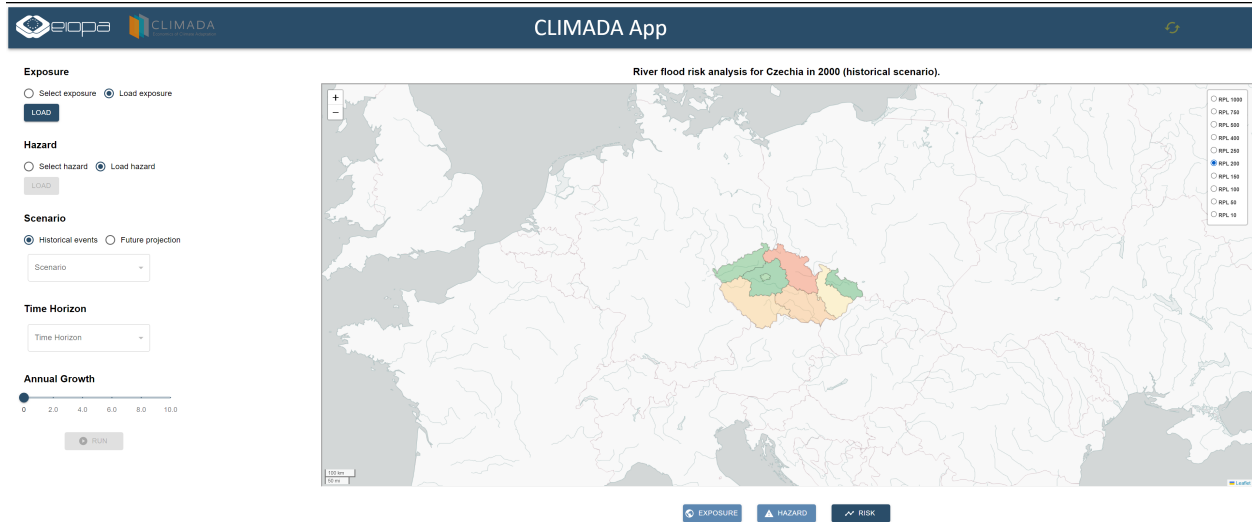 eiopa
CLIMADA
CLIMADA App
Exposure
Select exposure
Load exposure
LOAD
Hazard
Select hazard
Load hazard
LOAD
Scenario
Historical events
Future projection
Scenario
Time Horizon
Time Horizon
Annual Growth
0 2.0 4.0 6.0 8.0 10.0
RUN
River flood risk analysis for Czechia in 2000 (historical scenario).
+
−
RPL 1000
RPL 750
RPL 500
RPL 400
RPL 250
RPL 200
RPL 150
RPL 100
RPL 50
RPL 10
100 km
50 mi
Leaflet
EXPOSURE
HAZARD
RISK